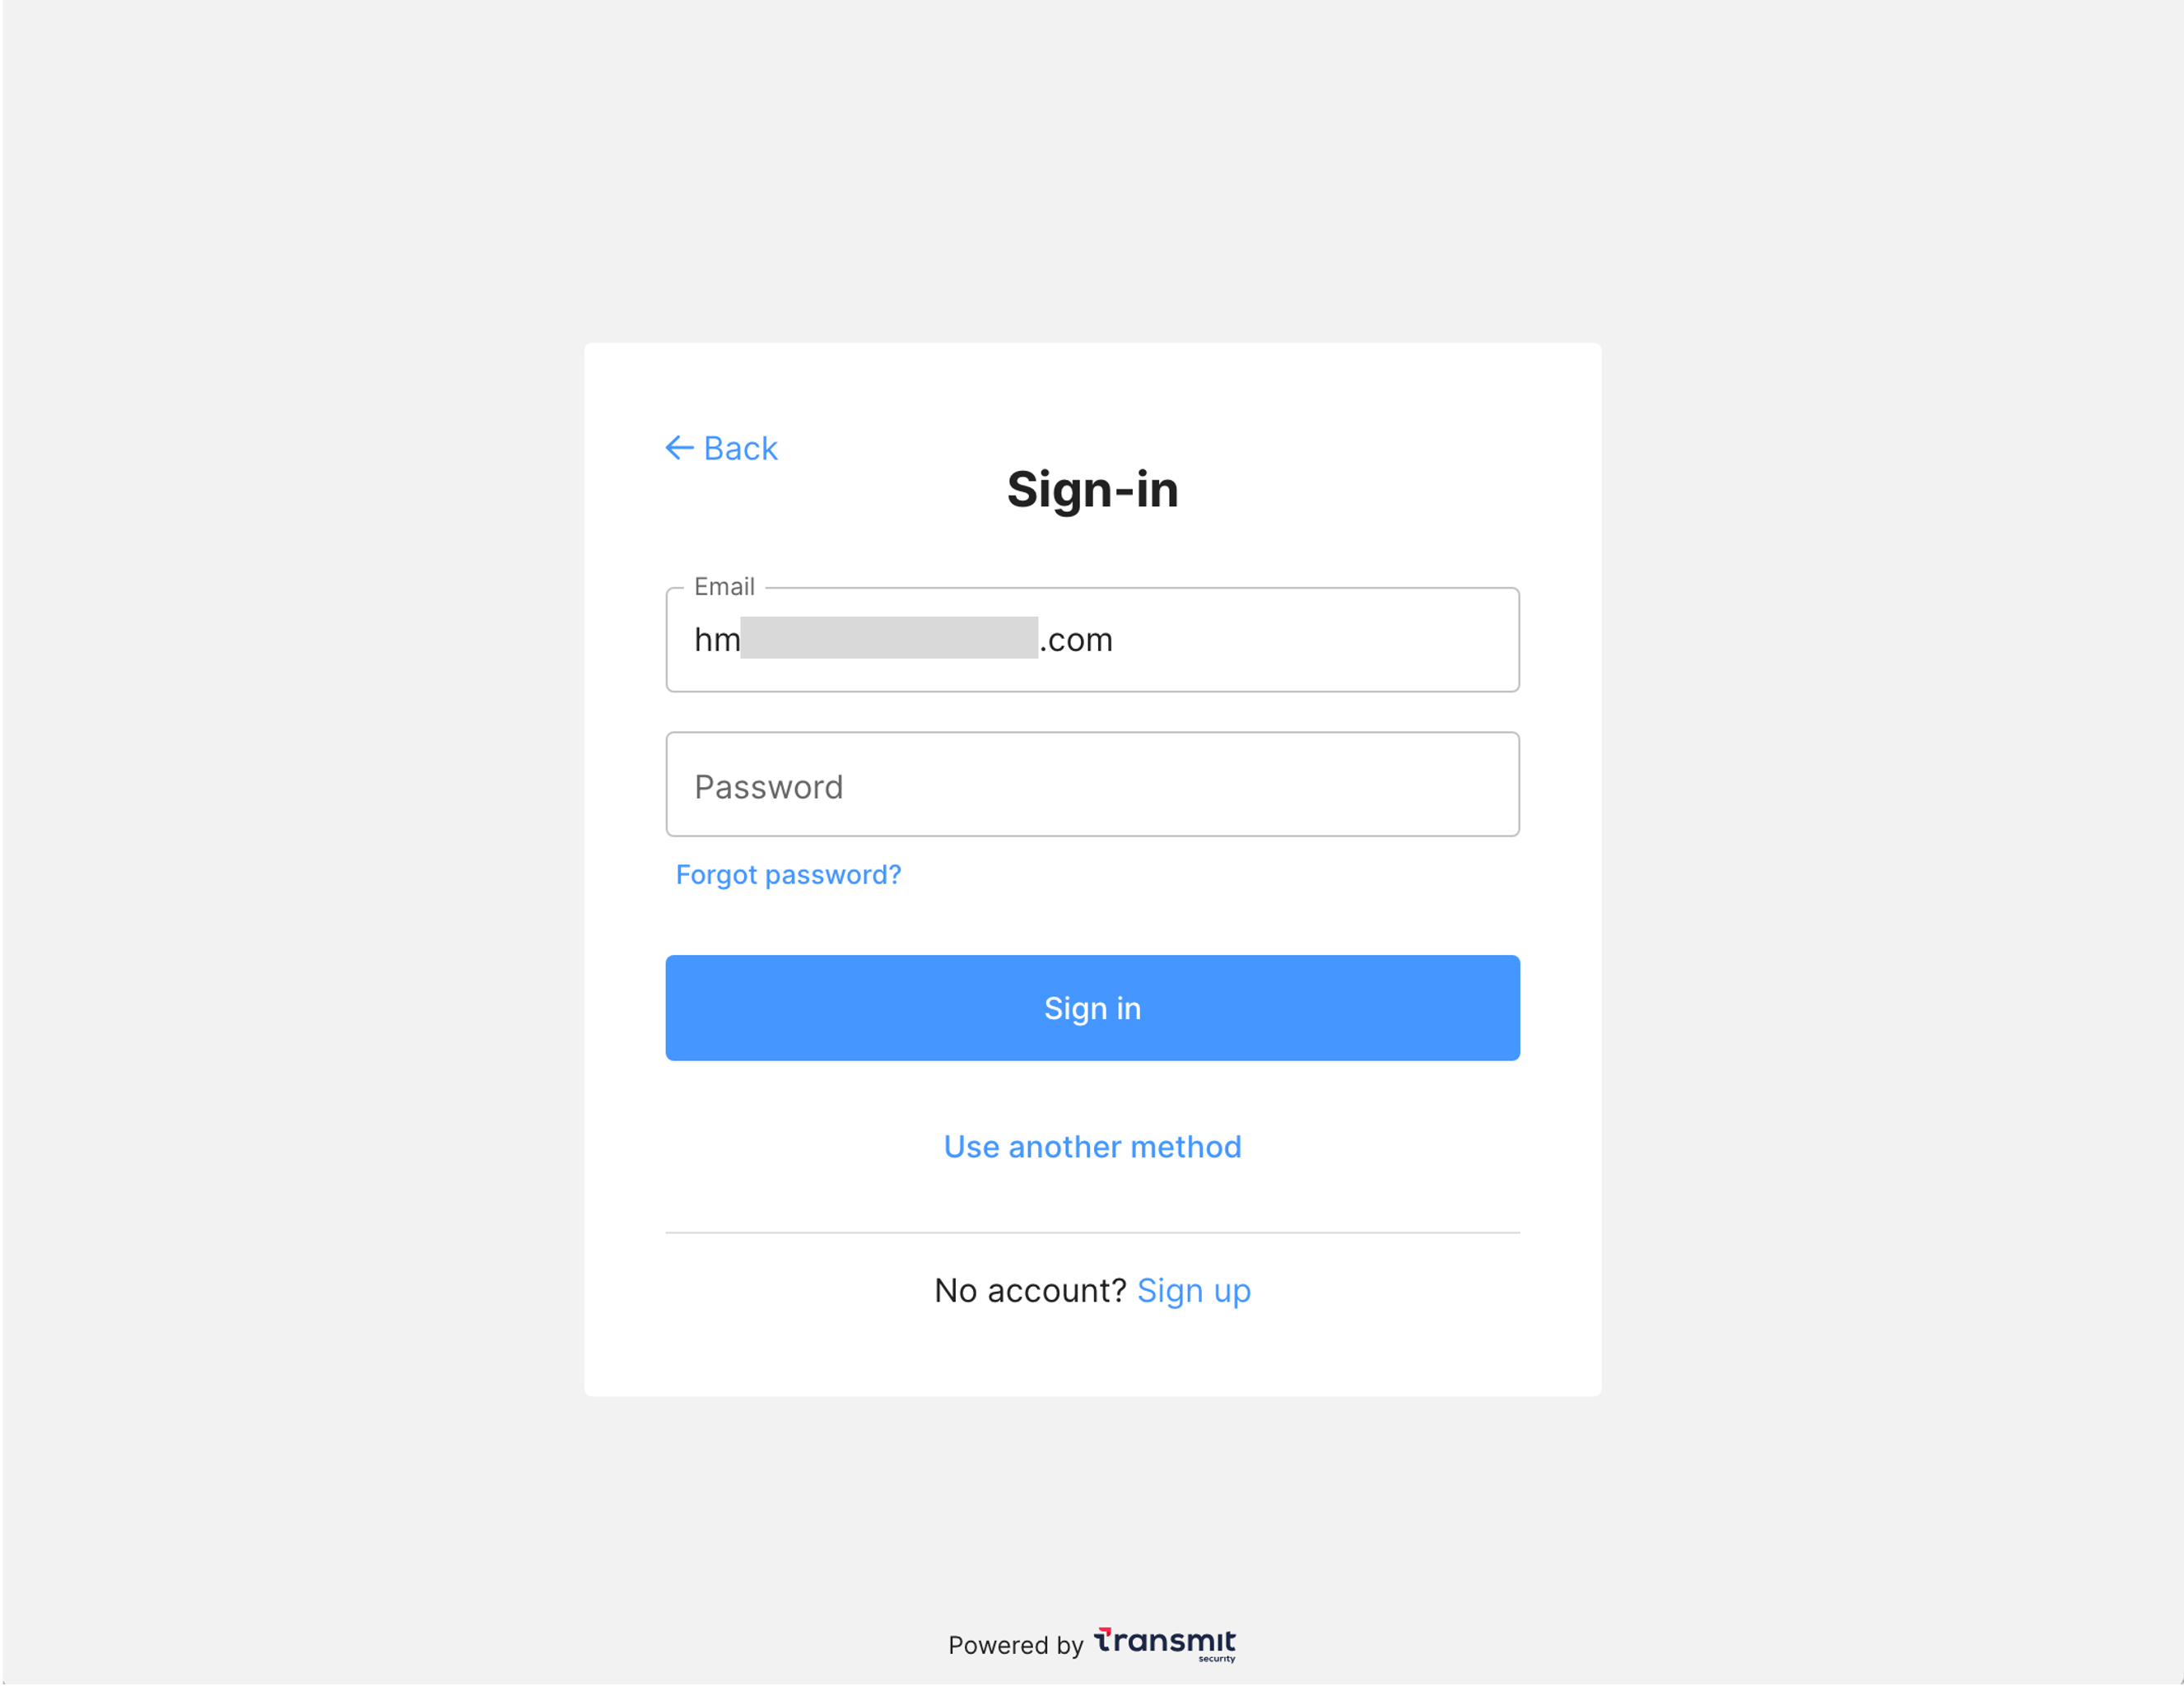 Back
Sign-in
Email
hm .com
Password
Forgot password?
Sign in
Use another method
No account? Sign up
Powered by Transmit
security